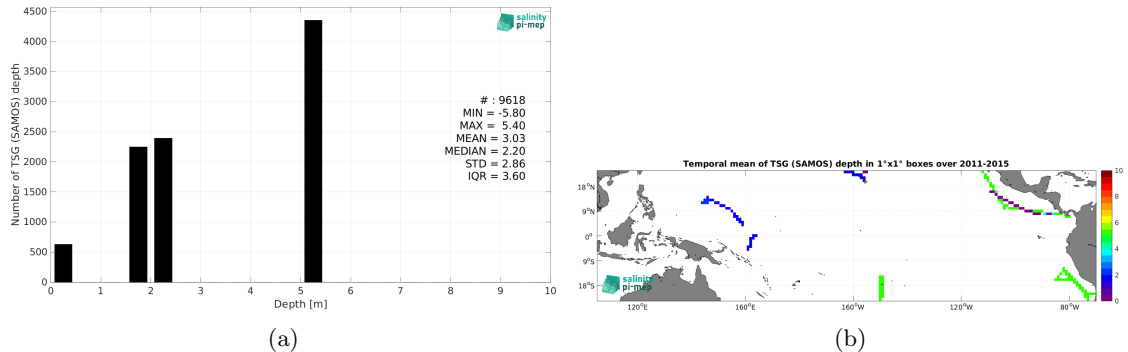 4500
4000
3500
3000
2500
2000
1500
1000
500
0
Number of TSG (SAMOS) depth
salinity
pi-mep
# : 9618
MIN = -5.80
MAX = 5.40
MEAN = 3.03
MEDIAN = 2.20
STD = 2.86
IQR = 3.60
0 1 2 3 4 5 6 7 8 9 10
Depth [m]
(a)
Temporal mean of TSG (SAMOS) depth in 1°x1° boxes over 2011-2015
18°N
9°N
0°
9°S
18°S
salinity
pi-mep
120°E 160°E 160°W 120°W 80°W
10
8
6
4
2
0
(b)